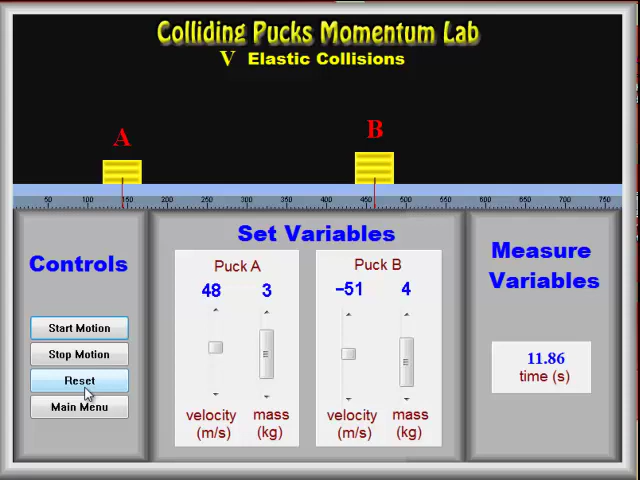 Colliding Pucks Momentum Lab
V Elastic Collisions
A
B
50 100 150 200 250 300 350 400 450 500 550 600 650 700 750
Controls
Start Motion
Stop Motion
Reset
Main Menu
Set Variables
Puck A
48 3
velocity mass
(m/s) (kg)
Puck B
-51 4
velocity mass
(m/s) (kg)
Measure
Variables
11.86
time (s)